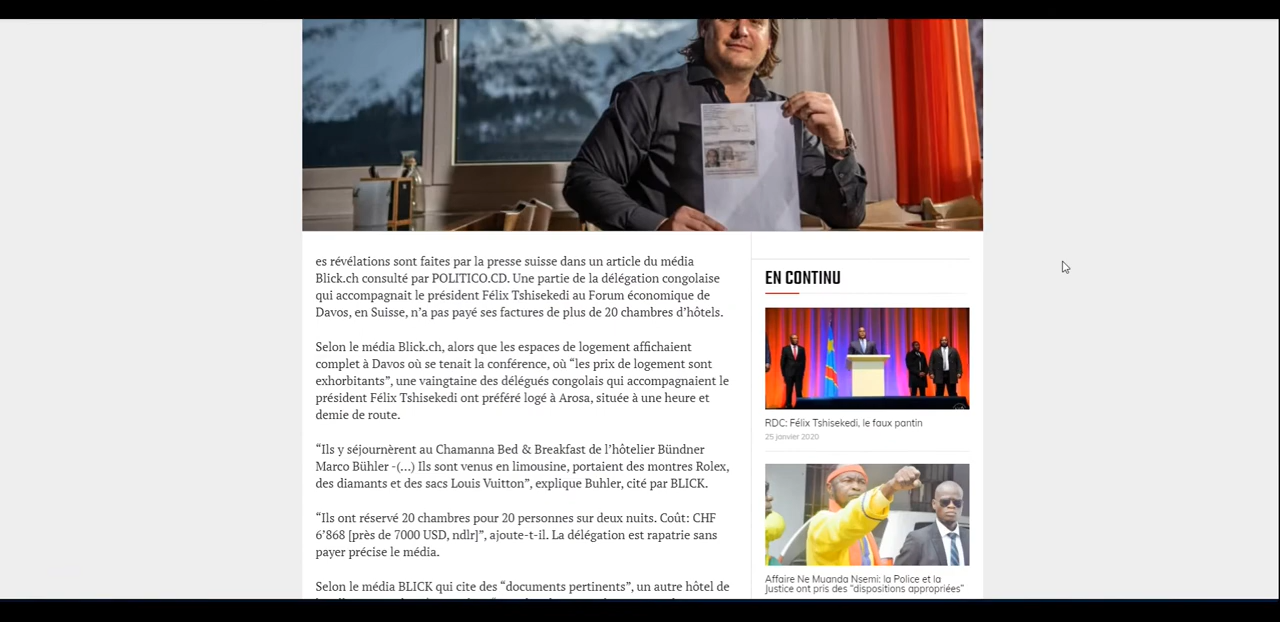 es révélations sont faites par la presse suisse dans un article du média
Blick.ch consulté par POLITICO.CD. Une partie de la délégation congolaise
qui accompagnait le président Félix Tshisekedi au Forum économique de
Davos, en Suisse, n’a pas payé ses factures de plus de 20 chambres d’hôtels.
Selon le média Blick.ch, alors que les espaces de logement affichaient
complet à Davos où se tenait la conférence, où “les prix de logement sont
exhorbitants”, une vaingtaine des délégués congolais qui accompagnaient le
président Félix Tshisekedi ont préféré logé à Arosa, située à une heure et
demie de route.
“Ils y séjournèrent au Chamanna Bed & Breakfast de l’hôtelier Bündner
Marco Bühler -(…) Ils sont venus en limousine, portaient des montres Rolex,
des diamants et des sacs Louis Vuitton”, explique Buhler, cité par BLICK.
“Ils ont réservé 20 chambres pour 20 personnes sur deux nuits. Coût: CHF
6’868 [près de 7000 USD, ndlr]”, ajoute-t-il. La délégation est rapatrie sans
payer précise le média.
Selon le média BLICK qui cite des “documents pertinents”, un autre hôtel de
EN CONTINU
RDC: Félix Tshisekedi, le faux pantin
25 janvier 2020
Affaire Ne Muanda Nsemi: la Police et la
Justice ont pris des “dispositions appropriées”